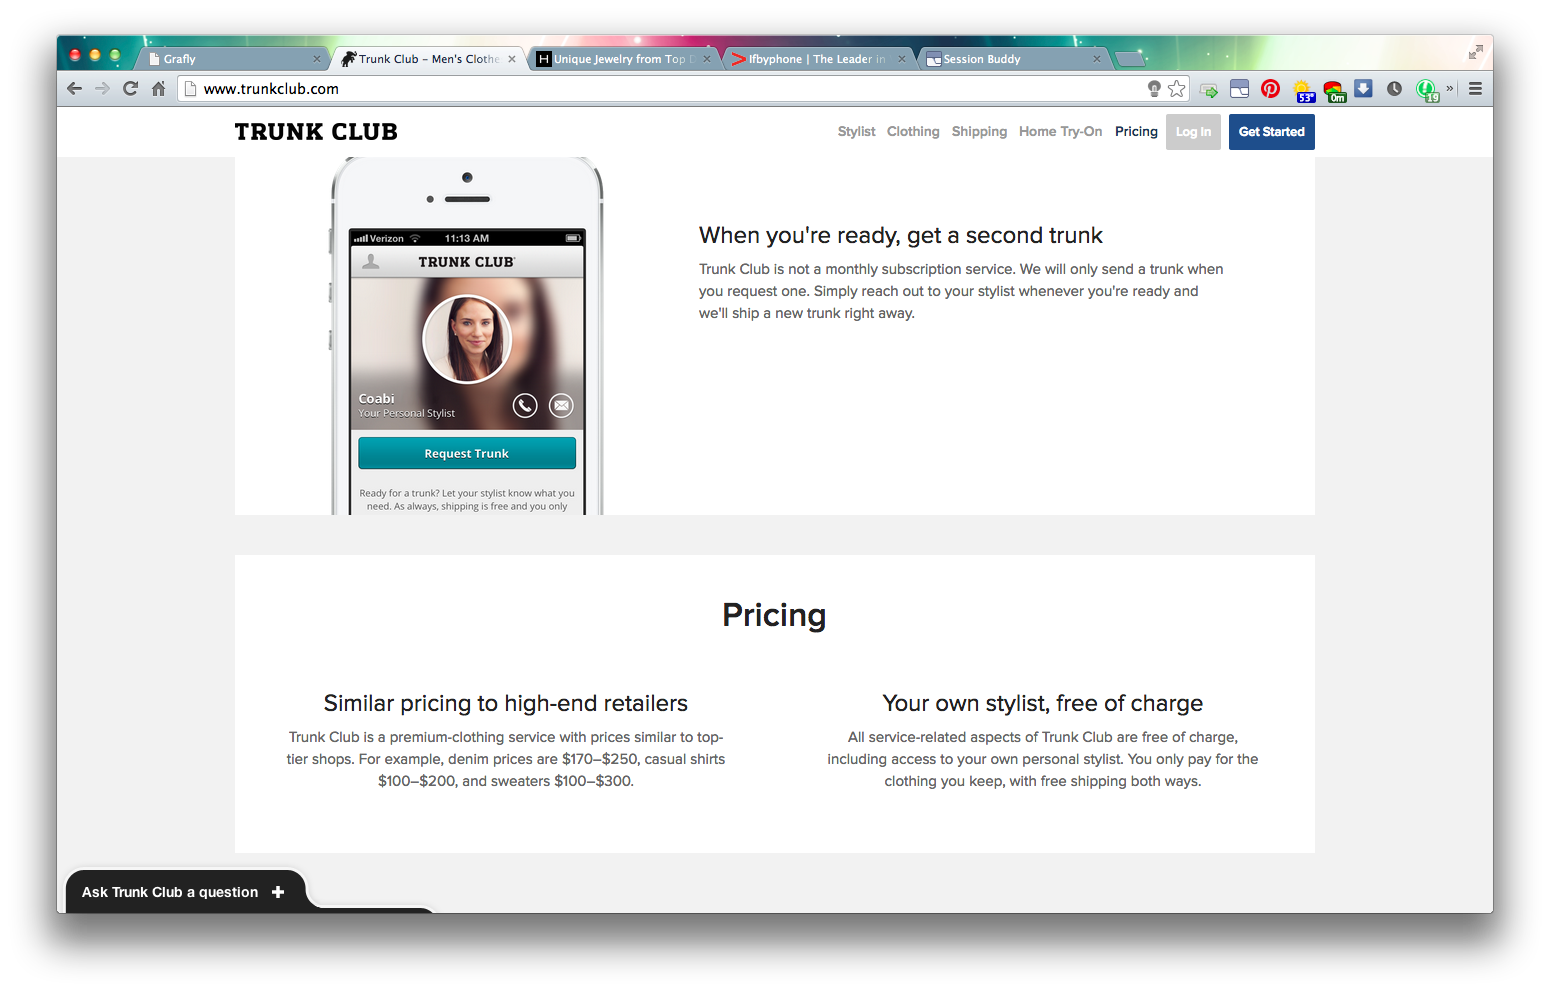 Grafly
Trunk Club – Men's Clothe
Unique Jewelry from Top D
Ifbyphone | The Leader in
Session Buddy
www.trunkclub.com
53°
0m
19
»
TRUNK CLUB
Stylist
Clothing
Shipping
Home Try-On
Pricing
Log In
Get Started
Verizon
11:13 AM
TRUNK CLUB
Coabi
Your Personal Stylist
Request Trunk
Ready for a trunk? Let your stylist know what you
need. As always, shipping is free and you only
When you're ready, get a second trunk
Trunk Club is not a monthly subscription service. We will only send a trunk when
you request one. Simply reach out to your stylist whenever you're ready and
we'll ship a new trunk right away.
Pricing
Similar pricing to high-end retailers
Trunk Club is a premium-clothing service with prices similar to top-
tier shops. For example, denim prices are $170–$250, casual shirts
$100–$200, and sweaters $100–$300.
Your own stylist, free of charge
All service-related aspects of Trunk Club are free of charge,
including access to your own personal stylist. You only pay for the
clothing you keep, with free shipping both ways.
Ask Trunk Club a question +